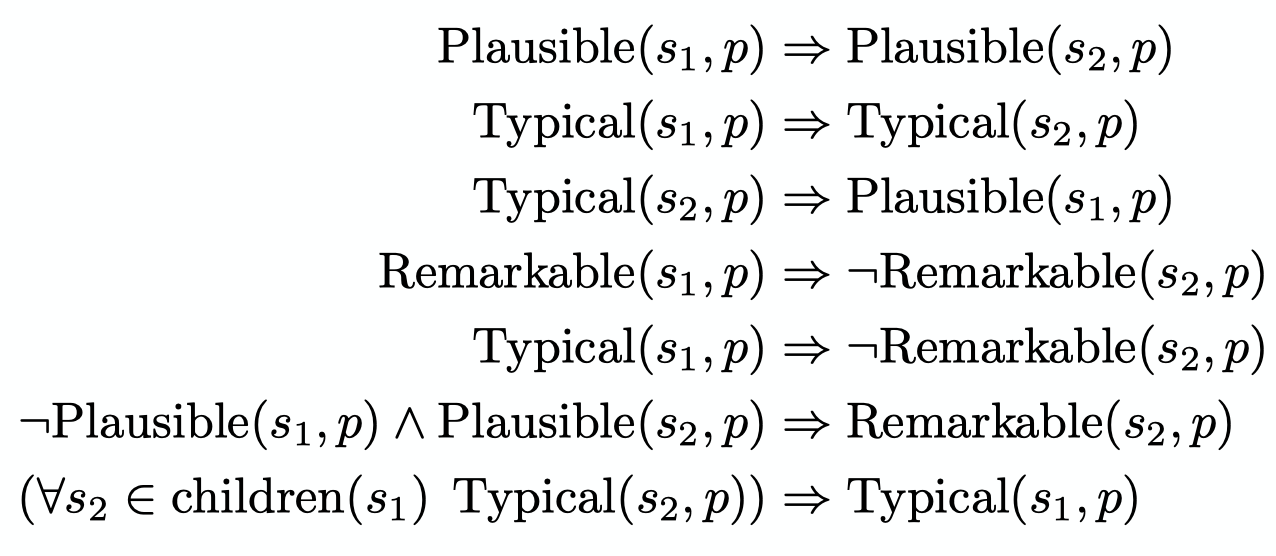 Plausible(s₁, p) ⇒ Plausible(s₂, p)
Typical(s₁, p) ⇒ Typical(s₂, p)
Typical(s₂, p) ⇒ Plausible(s₁, p)
Remarkable(s₁, p) ⇒ ¬Remarkable(s₂, p)
Typical(s₁, p) ⇒ ¬Remarkable(s₂, p)
¬Plausible(s₁, p) ∧ Plausible(s₂, p) ⇒ Remarkable(s₂, p)
(∀s₂ ∈ children(s₁) Typical(s₂, p)) ⇒ Typical(s₁, p)